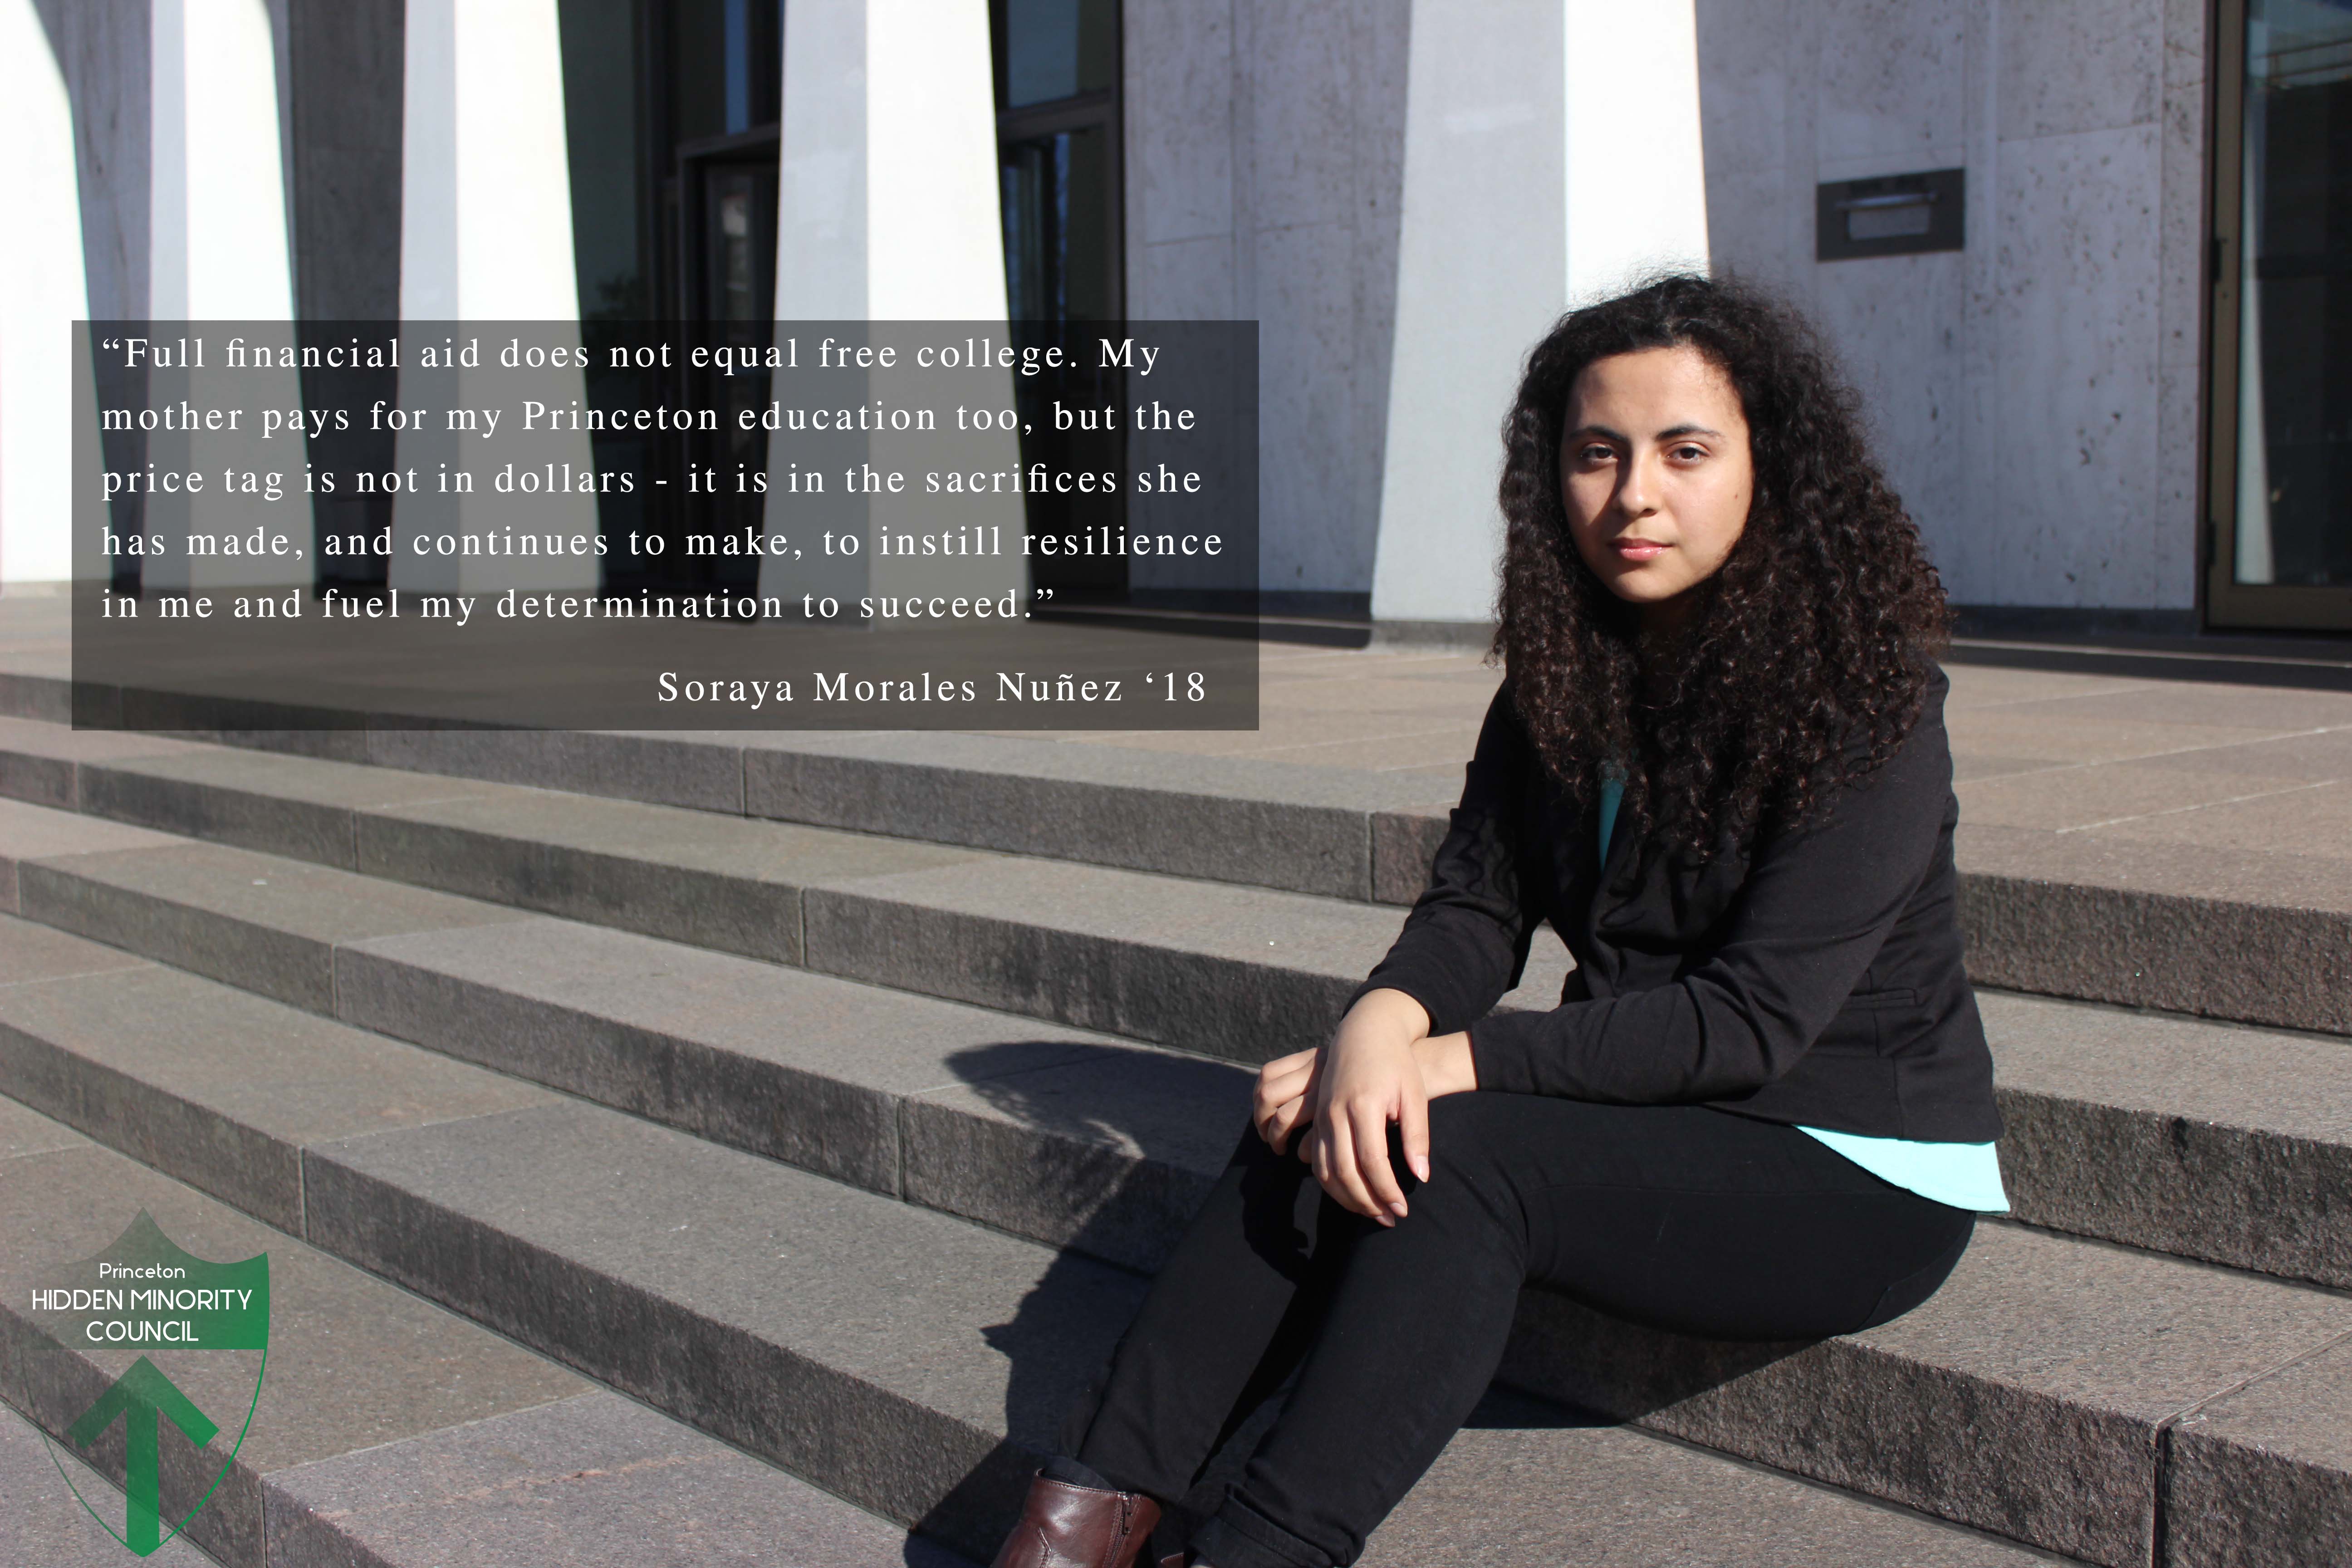 “Full financial aid does not equal free college. My
mother pays for my Princeton education too, but the
price tag is not in dollars - it is in the sacrifices she
has made, and continues to make, to instill resilience
in me and fuel my determination to succeed.”
Soraya Morales Nuñez ‘18
Princeton
HIDDEN MINORITY
COUNCIL